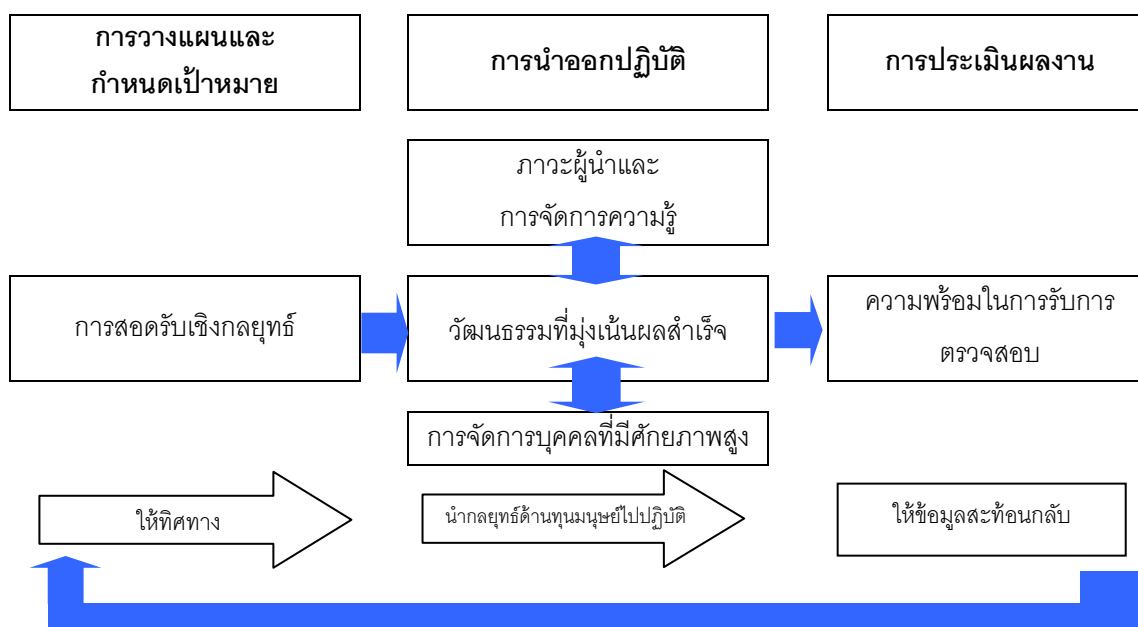 การวางแผนและ
กำหนดเป้าหมาย
การนำออกปฏิบัติ
การประเมินผลงาน
ภาวะผู้นำและ
การจัดการความรู้
การสอดรับเชิงกลยุทธ์
วัฒนธรรมที่มุ่งเน้นผลสำเร็จ
ความพร้อมในการรับการ
ตรวจสอบ
การจัดการบุคคลที่มีศักยภาพสูง
ให้ทิศทาง
นำกลยุทธ์ด้านทุนมนุษย์ไปปฏิบัติ
ให้ข้อมูลสะท้อนกลับ